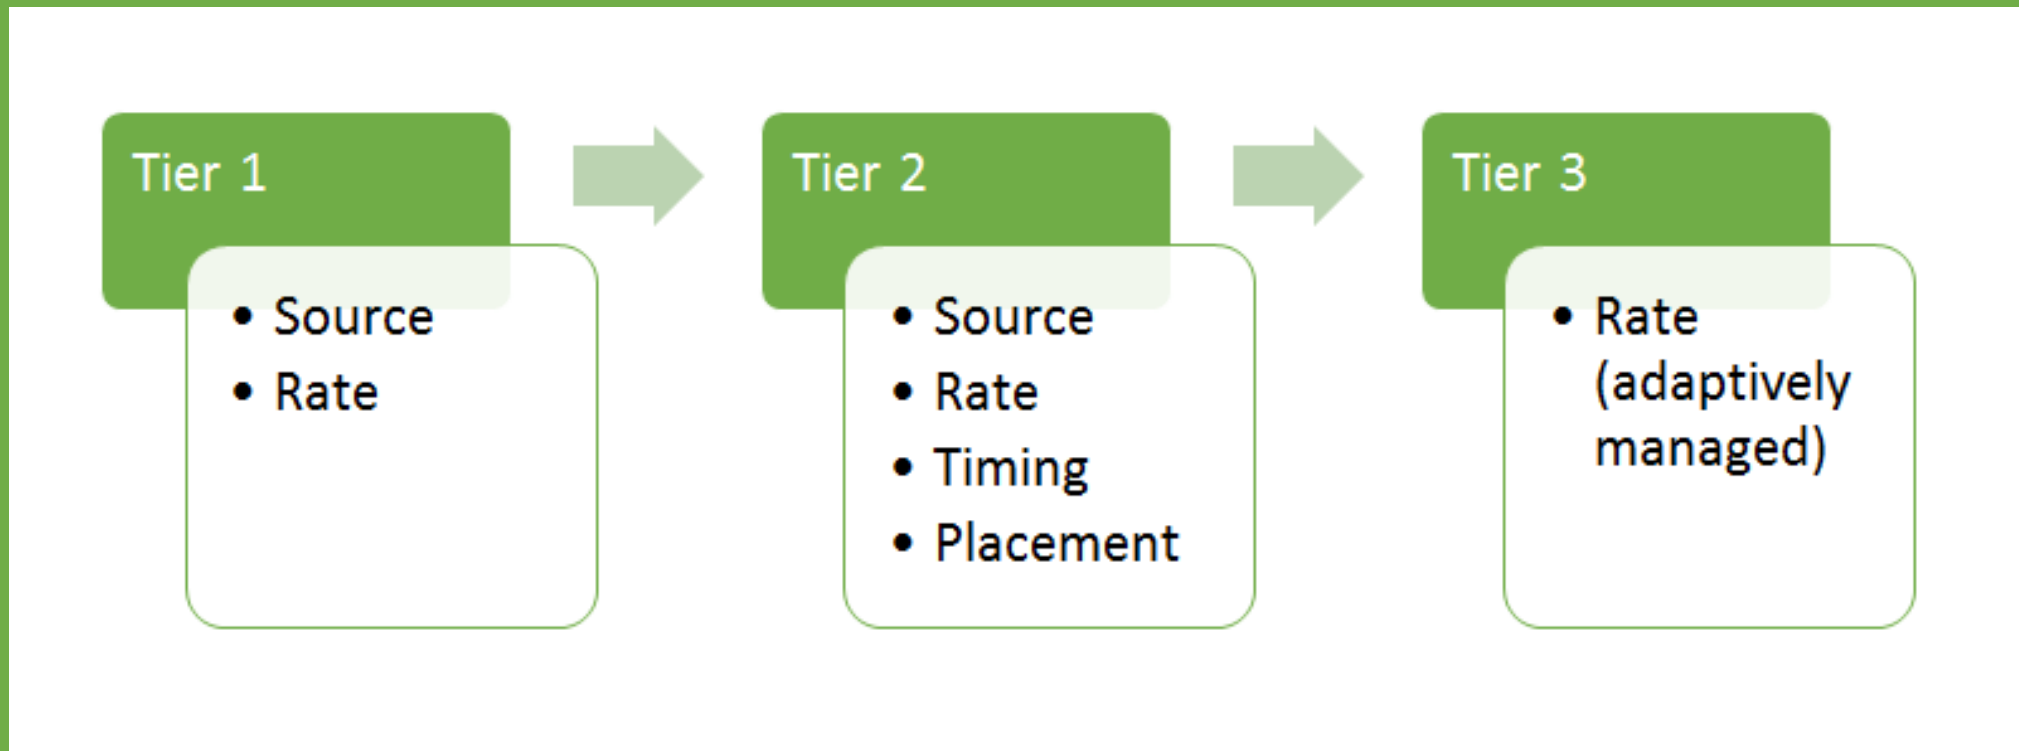 Tier 1
• Source
• Rate
Tier 2
• Source
• Rate
• Timing
• Placement
Tier 3
• Rate
(adaptively
managed)